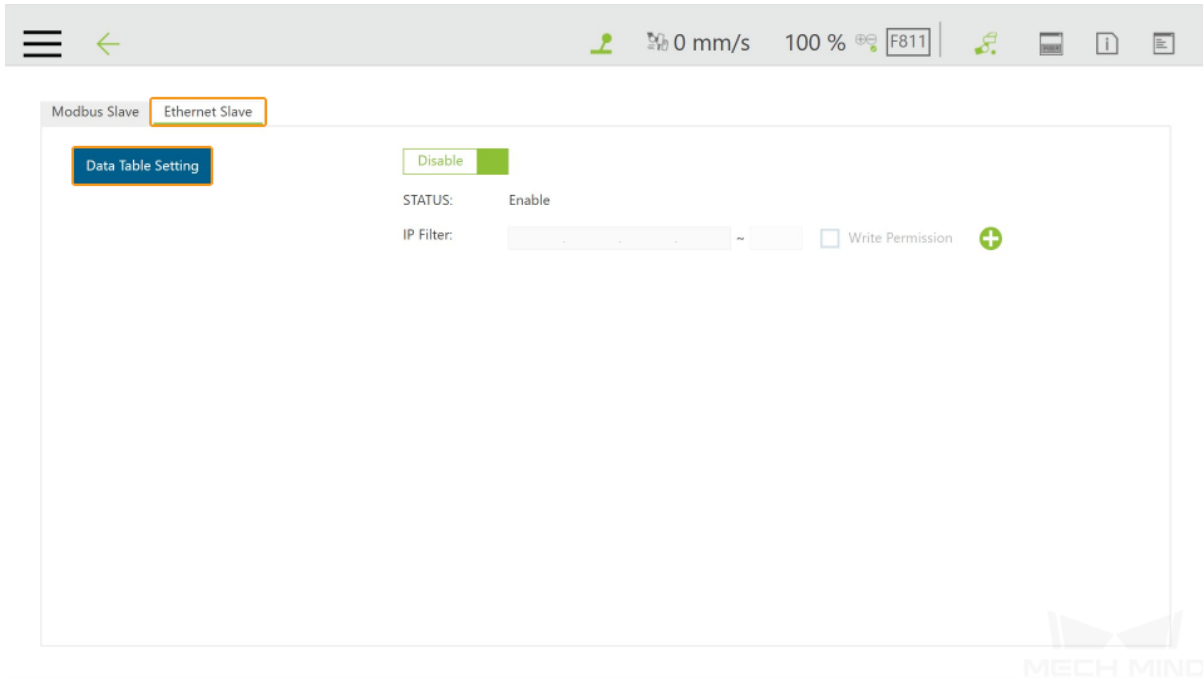 0 mm/s 100 % F811
Modbus Slave Ethernet Slave
Data Table Setting Disable
STATUS: Enable
IP Filter: . . . ~ Write Permission
MECH MIND